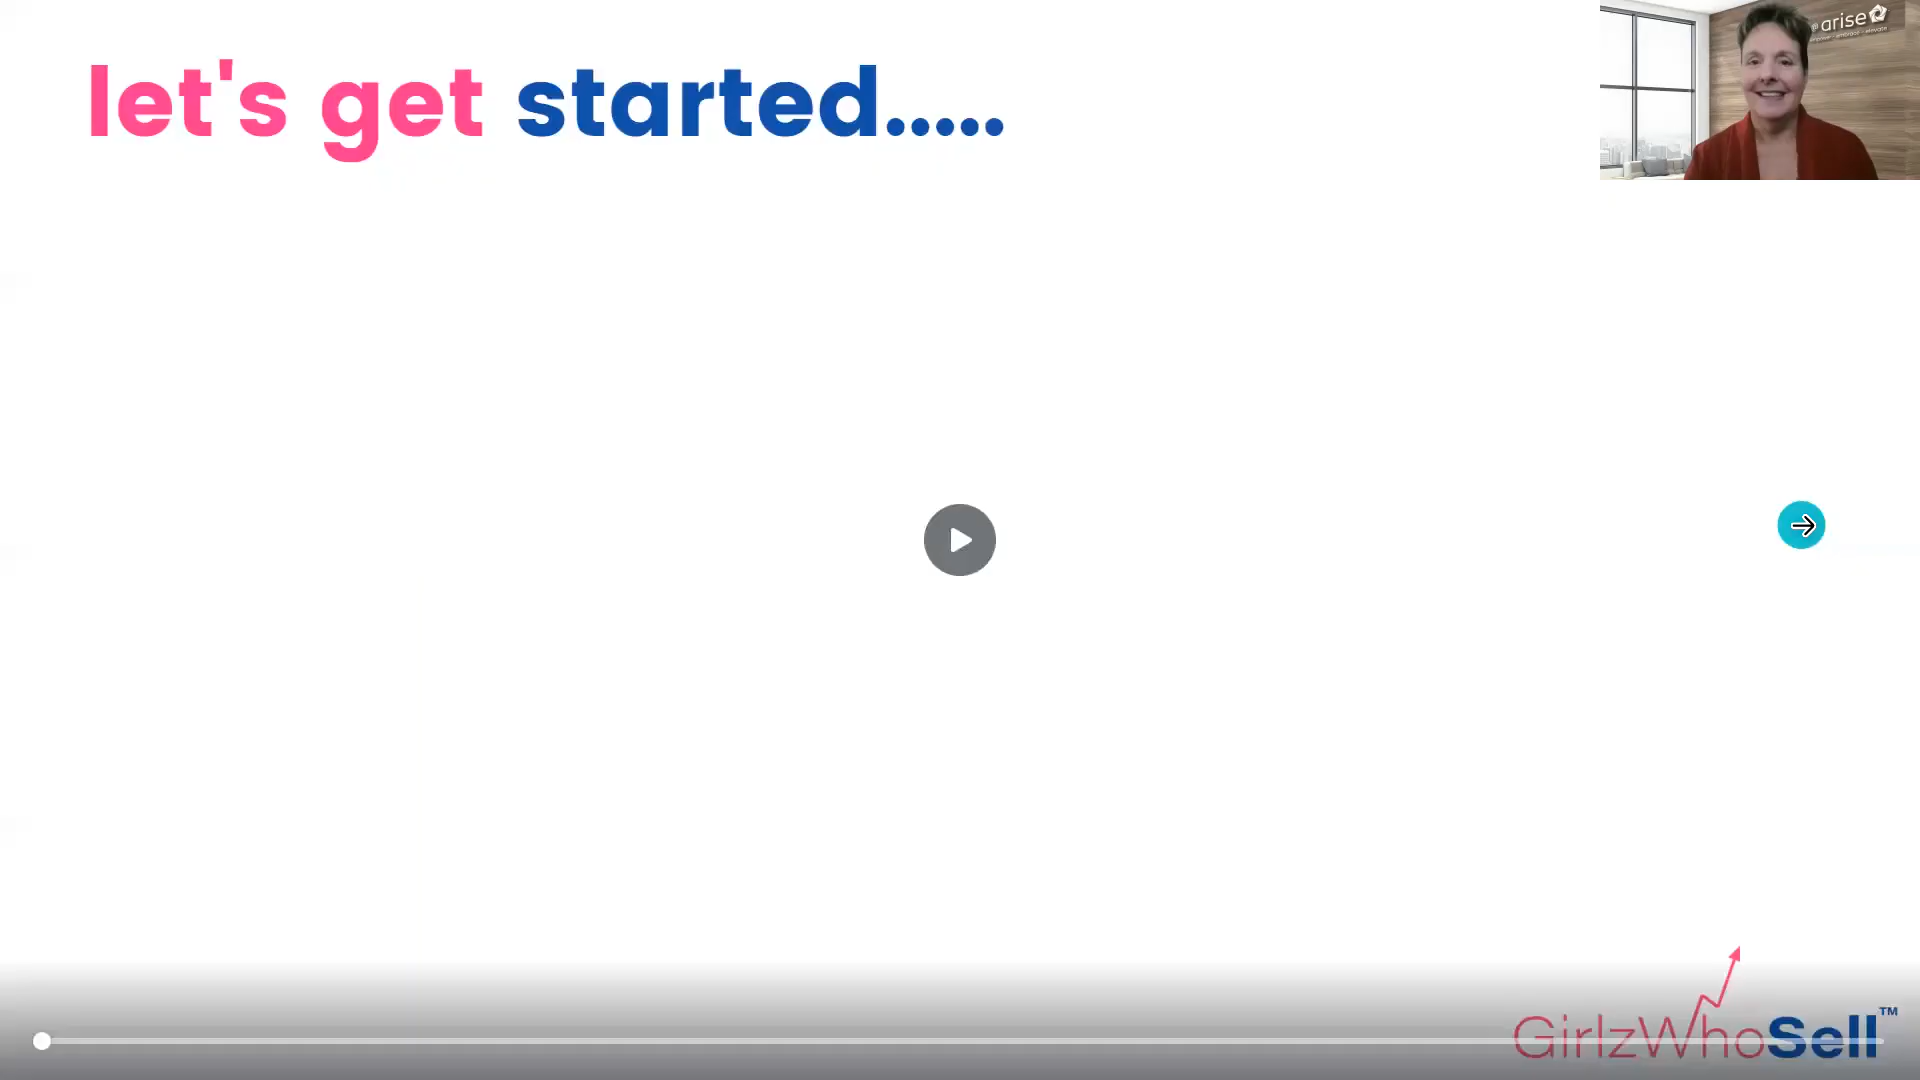 let's get started.....
arise
GirlzWhoSell™